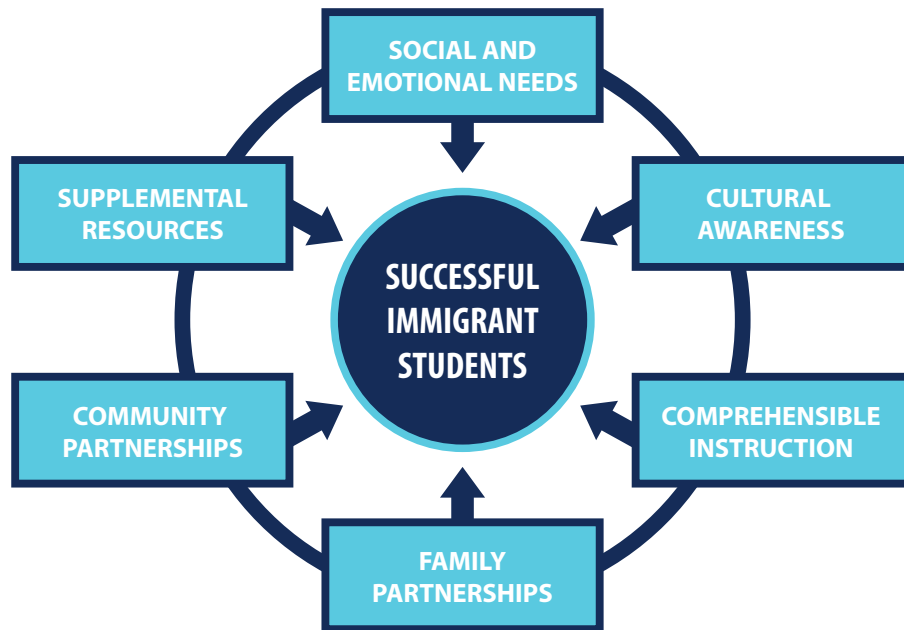 SOCIAL AND
EMOTIONAL NEEDS
SUPPLEMENTAL
RESOURCES
CULTURAL
AWARENESS
SUCCESSFUL
IMMIGRANT
STUDENTS
COMMUNITY
PARTNERSHIPS
COMPREHENSIBLE
INSTRUCTION
FAMILY
PARTNERSHIPS